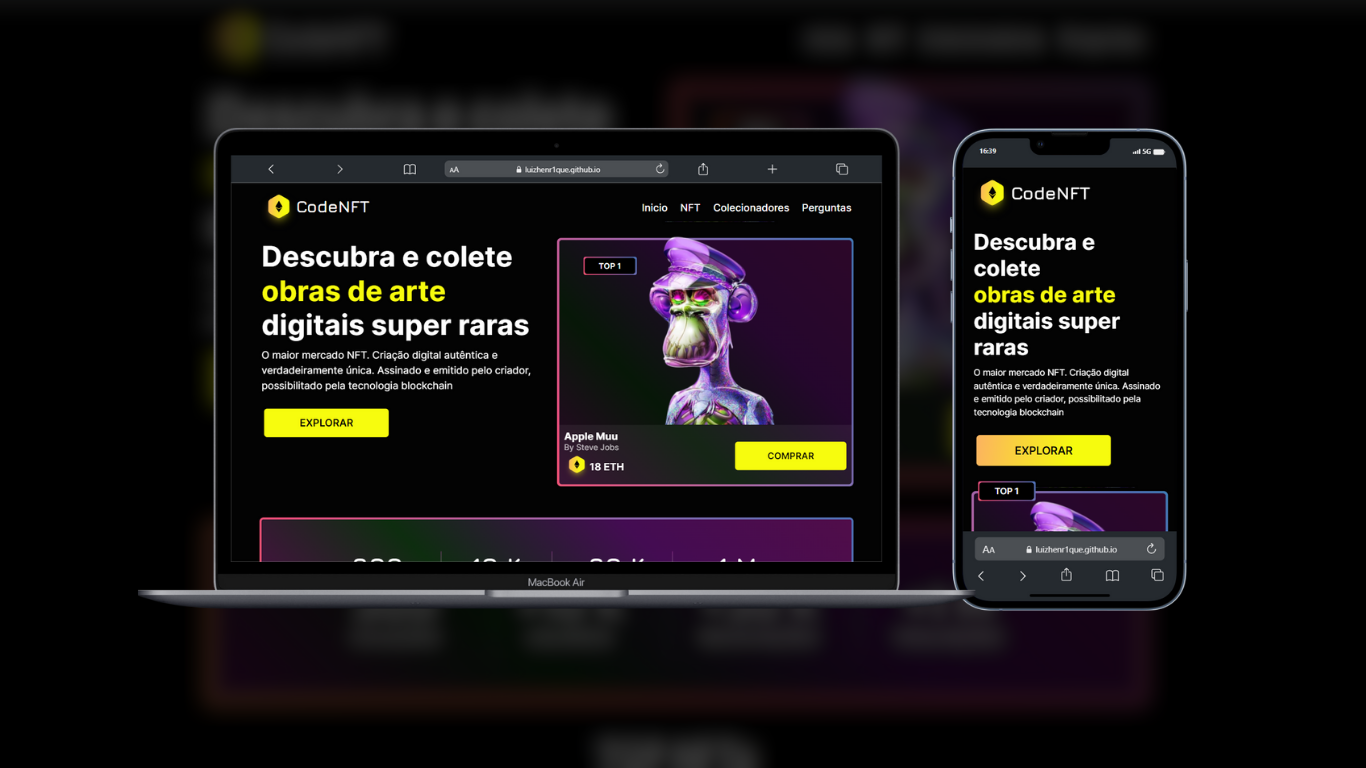 luizhenr1que.github.io
CodeNFT
Inicio NFT Colecionadores Perguntas
Descubra e colete
obras de arte
digitais super raras
O maior mercado NFT. Criação digital autêntica e
verdadeiramente única. Assinado e emitido pelo criador,
possibilitado pela tecnologia blockchain
EXPLORAR
TOP 1
Apple Muu
By Steve Jobs
18 ETH
COMPRAR
MacBook Air
16:39
5G
CodeNFT
Descubra e
colete
obras de arte
digitais super
raras
O maior mercado NFT. Criação digital
autêntica e verdadeiramente única. Assinado
e emitido pelo criador, possibilitado pela
tecnologia blockchain
EXPLORAR
TOP 1
AA
luizhenr1que.github.io